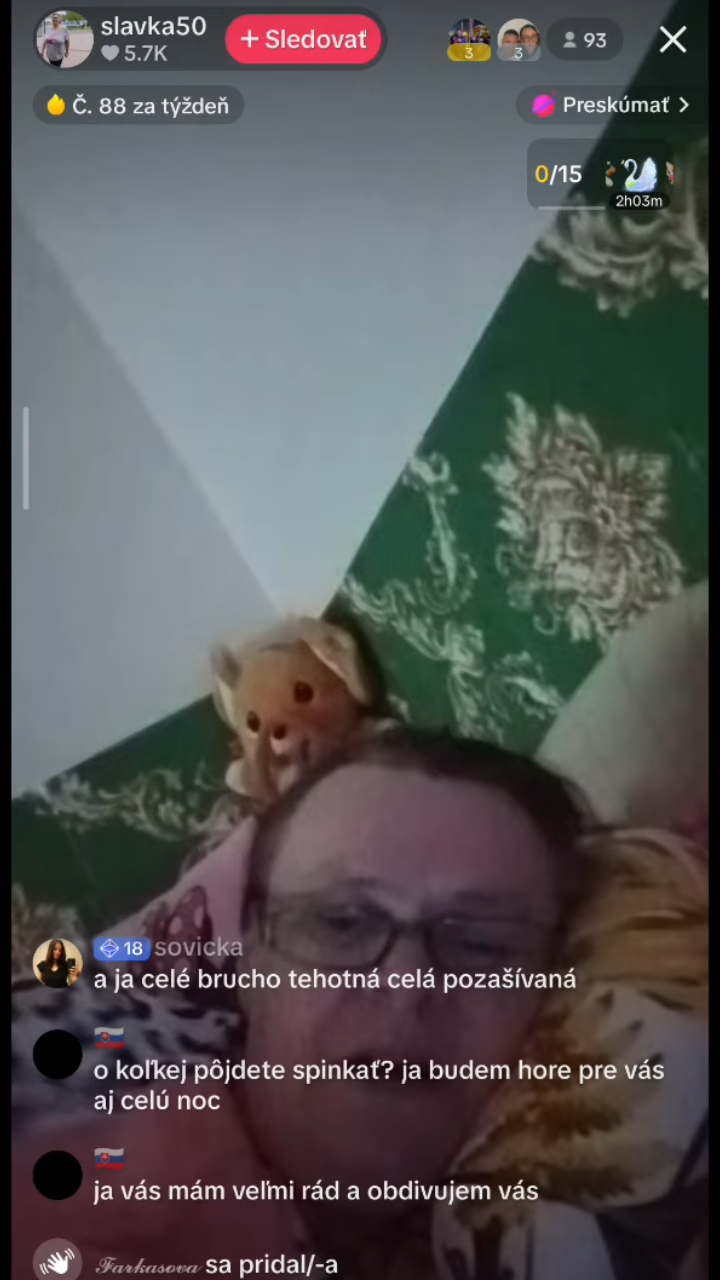 slavka50
5.7K
+ Sledovať
3
3
93
Č. 88 za týždeň
Preskúmať >
0/15
2h03m
18 sovicka
a ja celé brucho tehotná celá pozašívaná
o koľkej pôjdete spinkať? ja budem hore pre vás
aj celú noc
ja vás mám veľmi rád a obdivujem vás
Farkasova sa pridal/-a